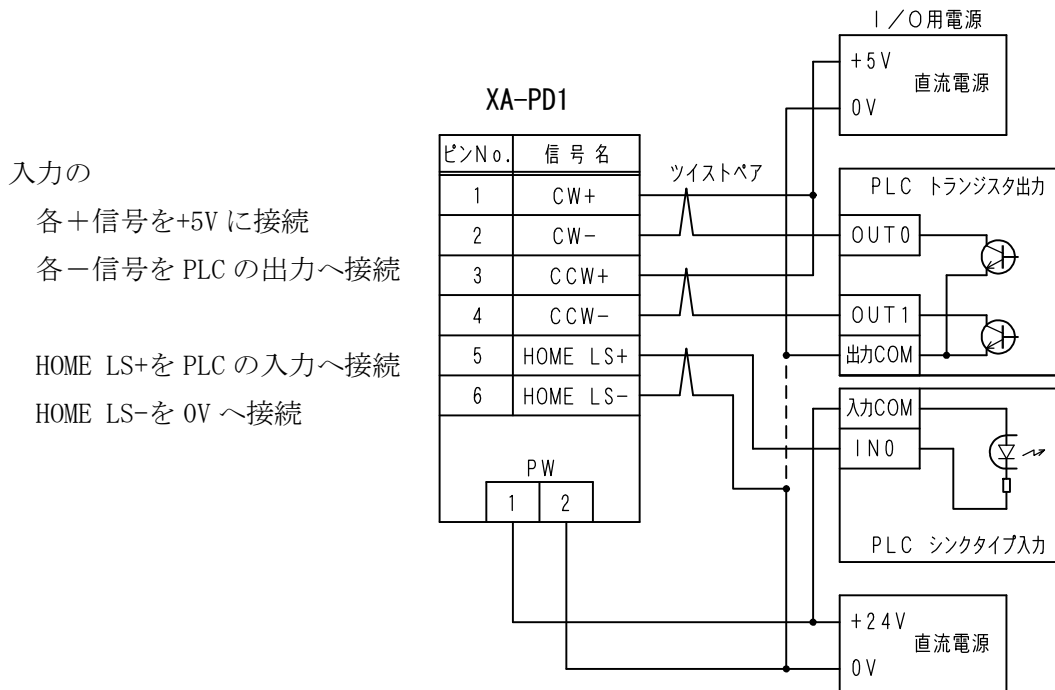 入力の
各+信号を+5Vに接続
各-信号をPLCの出力へ接続
HOME LS+をPLCの入力へ接続
HOME LS-を0Vへ接続
XA-PD1
ピンNo. 信号名
1 CW+
2 CW-
3 CCW+
4 CCW-
5 HOME LS+
6 HOME LS-
PW
1 2
ツイストペア
I/O用電源
+5V
直流電源
0V
PLC トランジスタ出力
OUT0
OUT1
出力COM
入力COM
IN0
PLC シンクタイプ入力
+24V
直流電源
0V